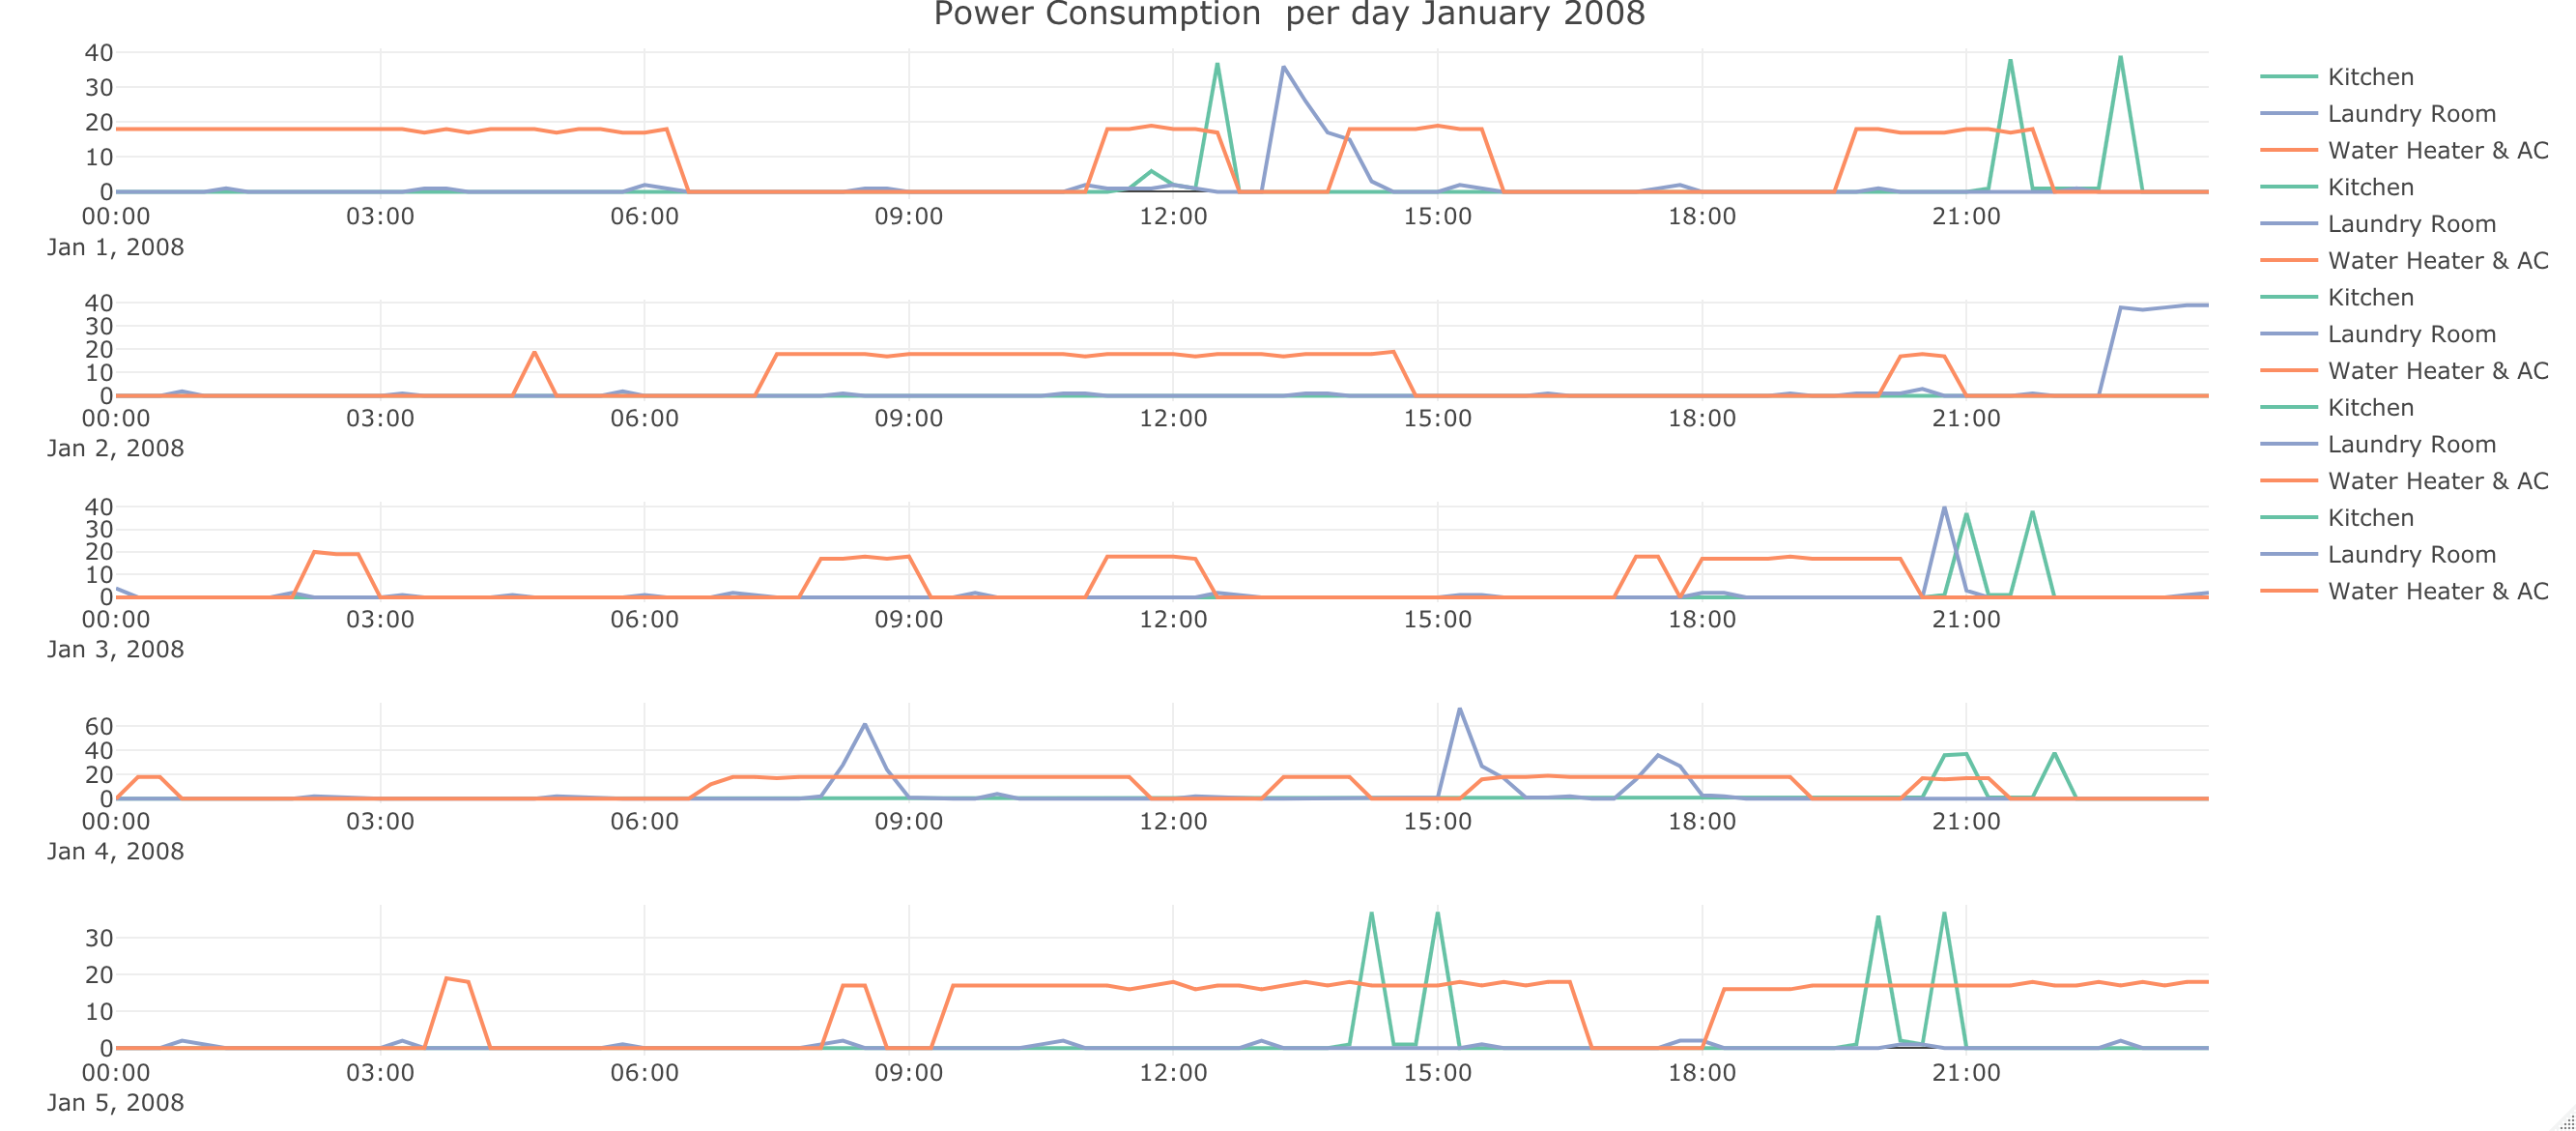 Power Consumption  per day January 2008
40
30
20
10
0
00:00 03:00 06:00 09:00 12:00 15:00 18:00 21:00
Jan 1, 2008
40
30
20
10
0
00:00 03:00 06:00 09:00 12:00 15:00 18:00 21:00
Jan 2, 2008
40
30
20
10
0
00:00 03:00 06:00 09:00 12:00 15:00 18:00 21:00
Jan 3, 2008
60
40
20
0
00:00 03:00 06:00 09:00 12:00 15:00 18:00 21:00
Jan 4, 2008
30
20
10
0
00:00 03:00 06:00 09:00 12:00 15:00 18:00 21:00
Jan 5, 2008
Kitchen
Laundry Room
Water Heater & AC
Kitchen
Laundry Room
Water Heater & AC
Kitchen
Laundry Room
Water Heater & AC
Kitchen
Laundry Room
Water Heater & AC
Kitchen
Laundry Room
Water Heater & AC